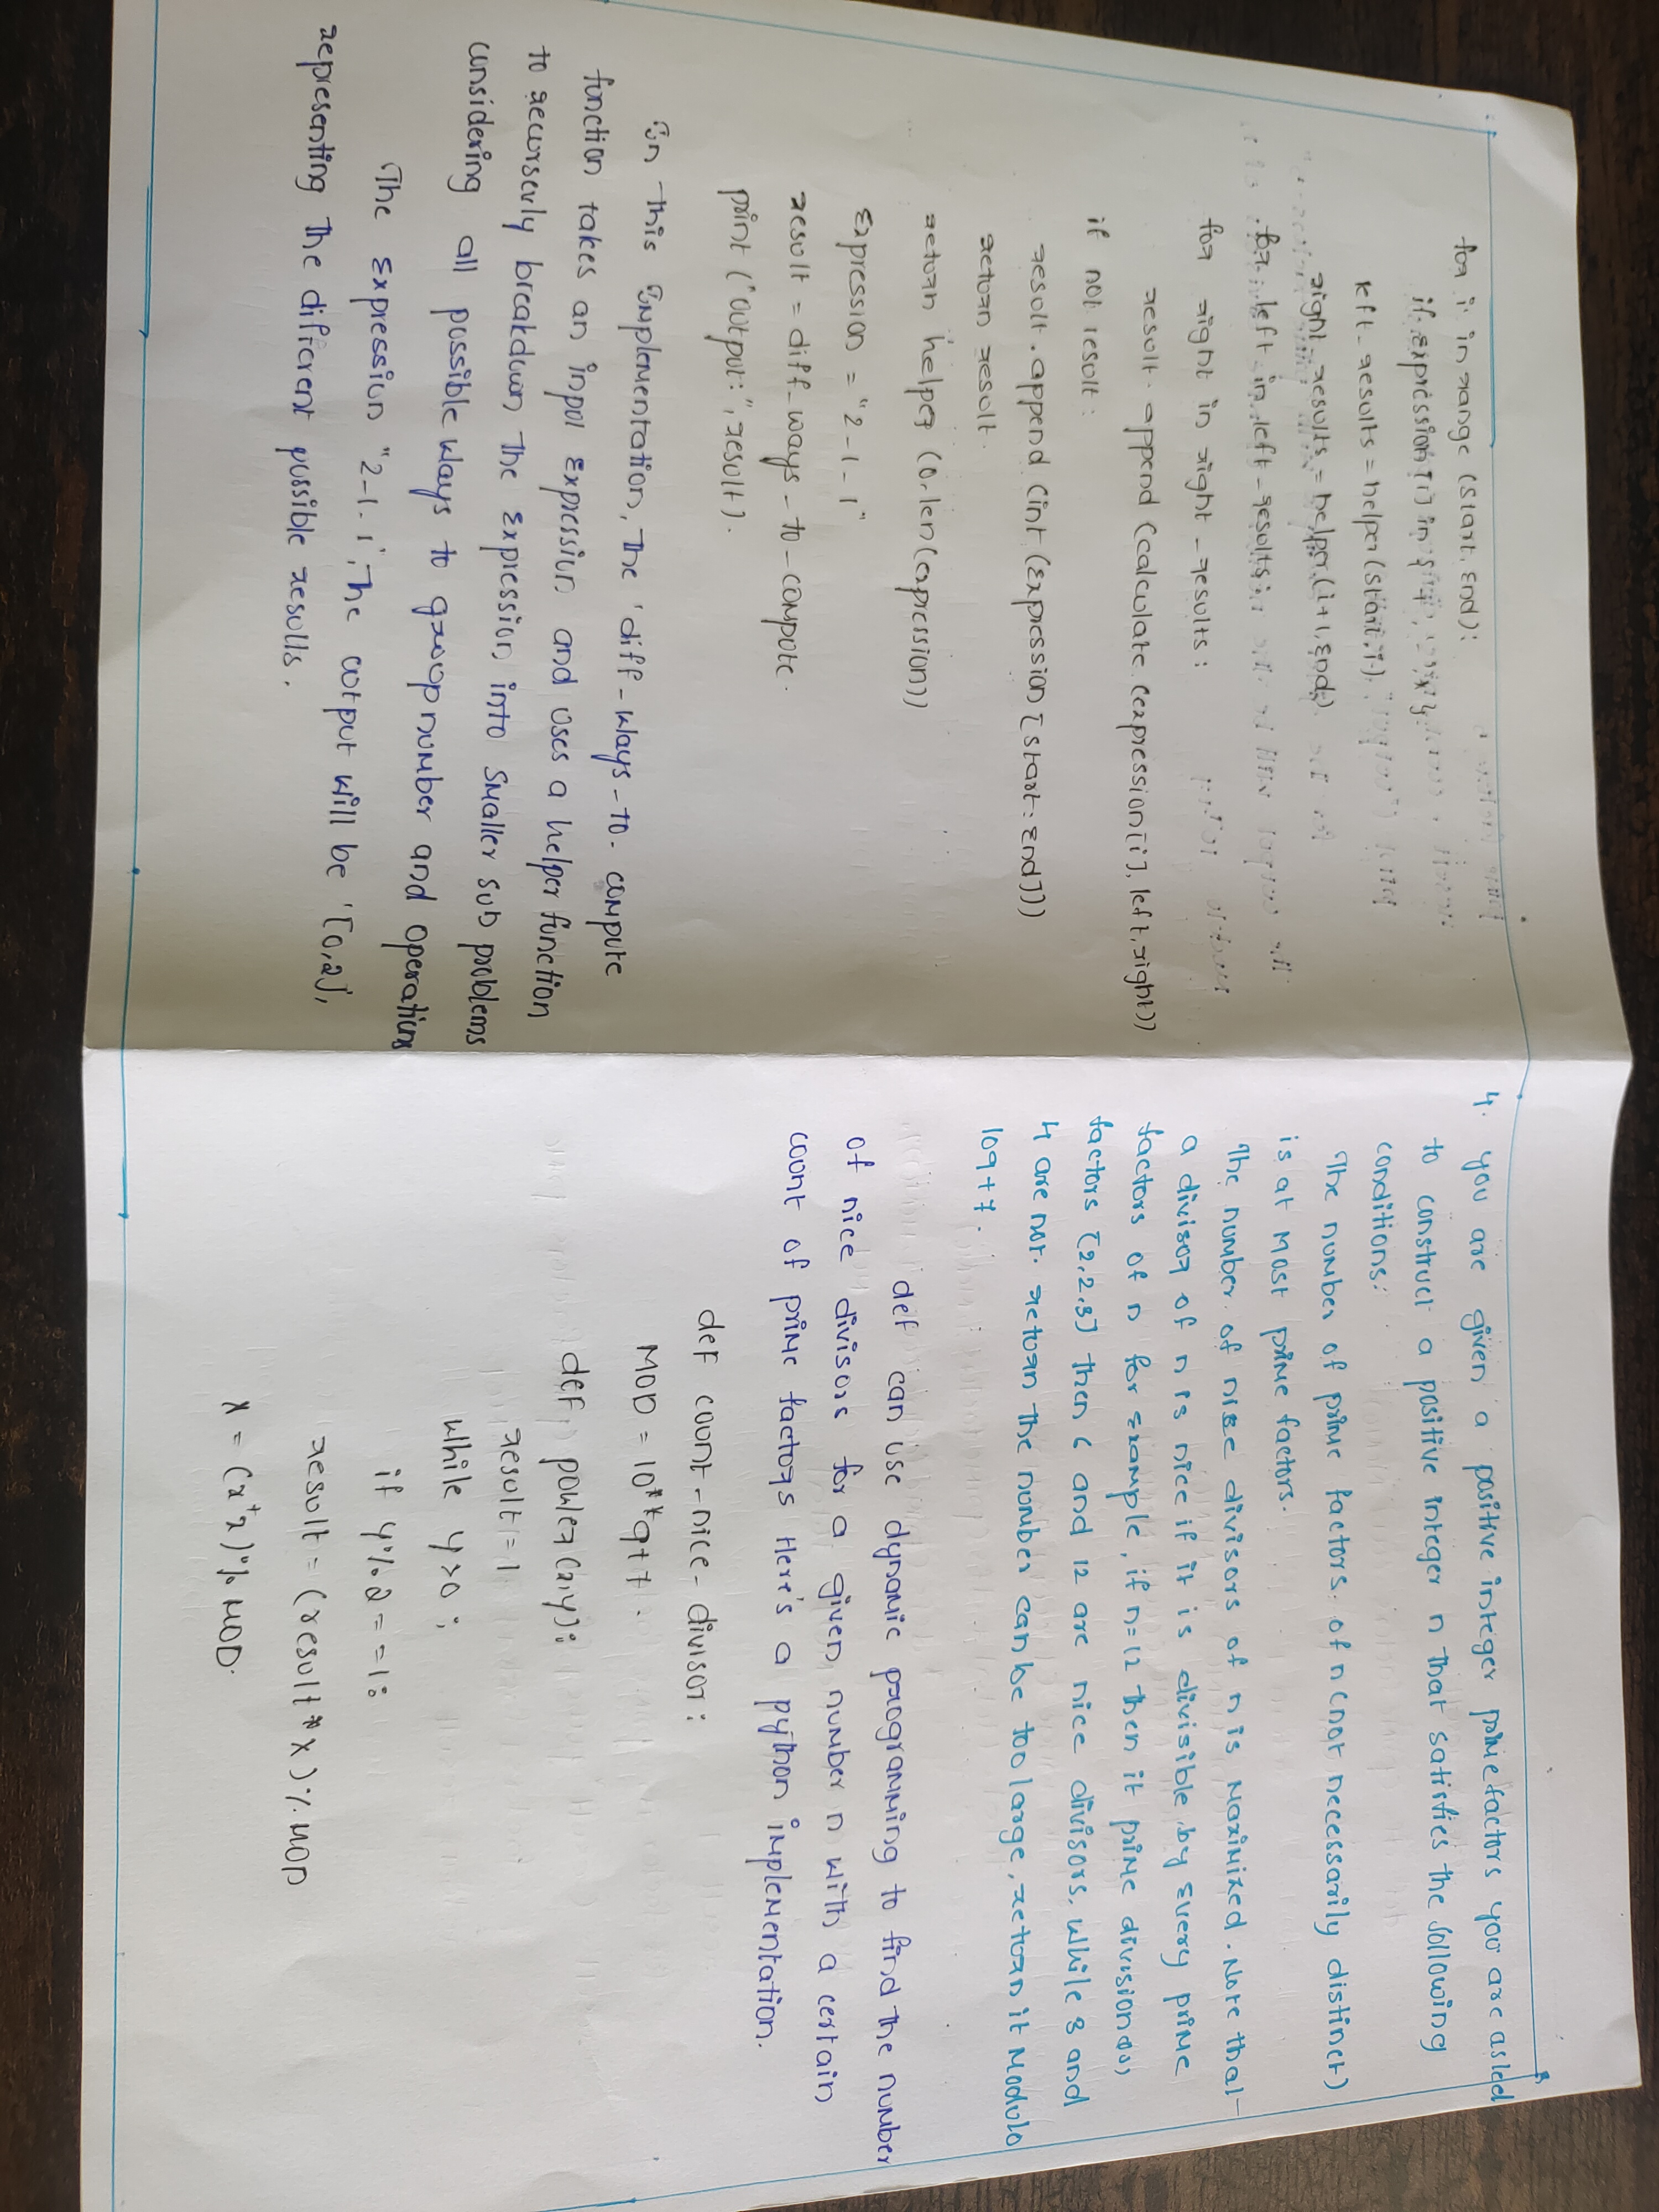 for i in range (start, End):
if Expression [i] in
left_results = helper (start, i).
right_results = helper (i+1, End)
for left in left_results:
for right in right_results:
result. append (calculate (expression [i], left, right))
if not result:
result. append (int (Expression [start: End]))
return result.
return helper (0, len (expression))
Expression = "2-1-1"
result = diff_ways_to_compute.
print ("output:", result).
In This Implementation, The 'diff_ways_to_compute
function takes an input Expression and uses a helper function
to recurseruly breakdown The Expression into smaller sub problems
Considering all possible ways to group number and operations
The Expression "2-1-1", The output will be '[0,2]',
representing The different possible results.
4. you are given a positive integer prime factors you are asked
to construct a positive integer n that satisfies the following
conditions:
The number of prime factors of n (not necessarily distinct)
is at most prime factors.
The number of nice divisors of n is maximized. Note that
a divisor of n is nice if it is divisible by Every prime
factors of n for Example, if n=12 then it prime division
factors [2,2,3] then 6 and 12 are nice divisors, while 3 and
4 are not. return the number can be too large, return it modulo
109+7.
def can use dynamic programming to find the number
of nice divisors for a given number n with a certain
count of prime factors Here's a python implementation.
def count-nice-divisor:
MOD = 10**9+7.
def power (x,y):
result = 1
while y>0:
if y%2 == 1:
result = (result * x) % MOD
x = (x*x) % MOD.